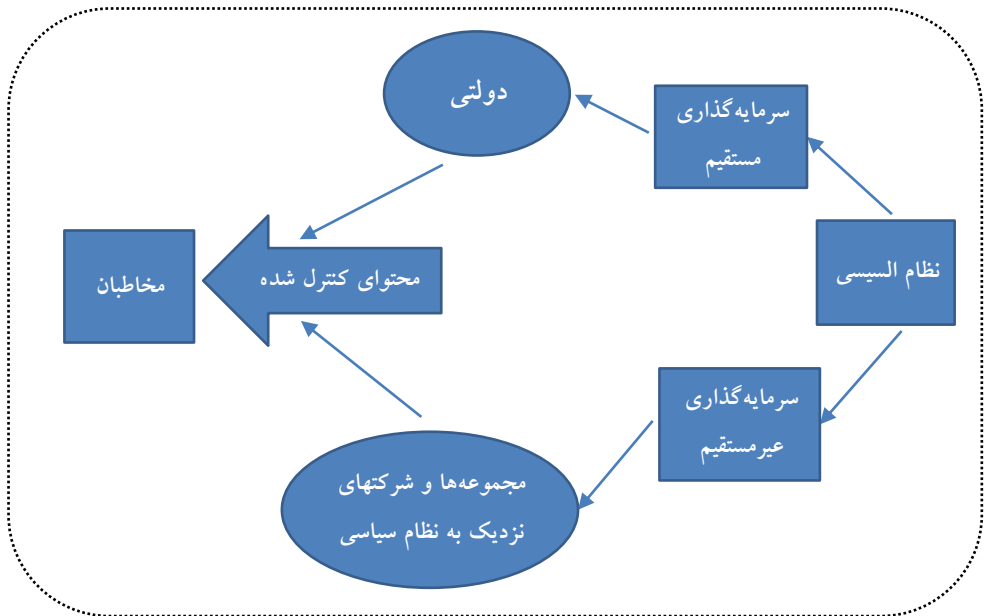 دولتی
سرمایه‌گذاری
مستقیم
نظام السیسی
محتوای کنترل شده
مخاطبان
سرمایه‌گذاری
عیرمستقیم
مجموعه‌ها و شرکتهای
نزدیک به نظام سیاسی